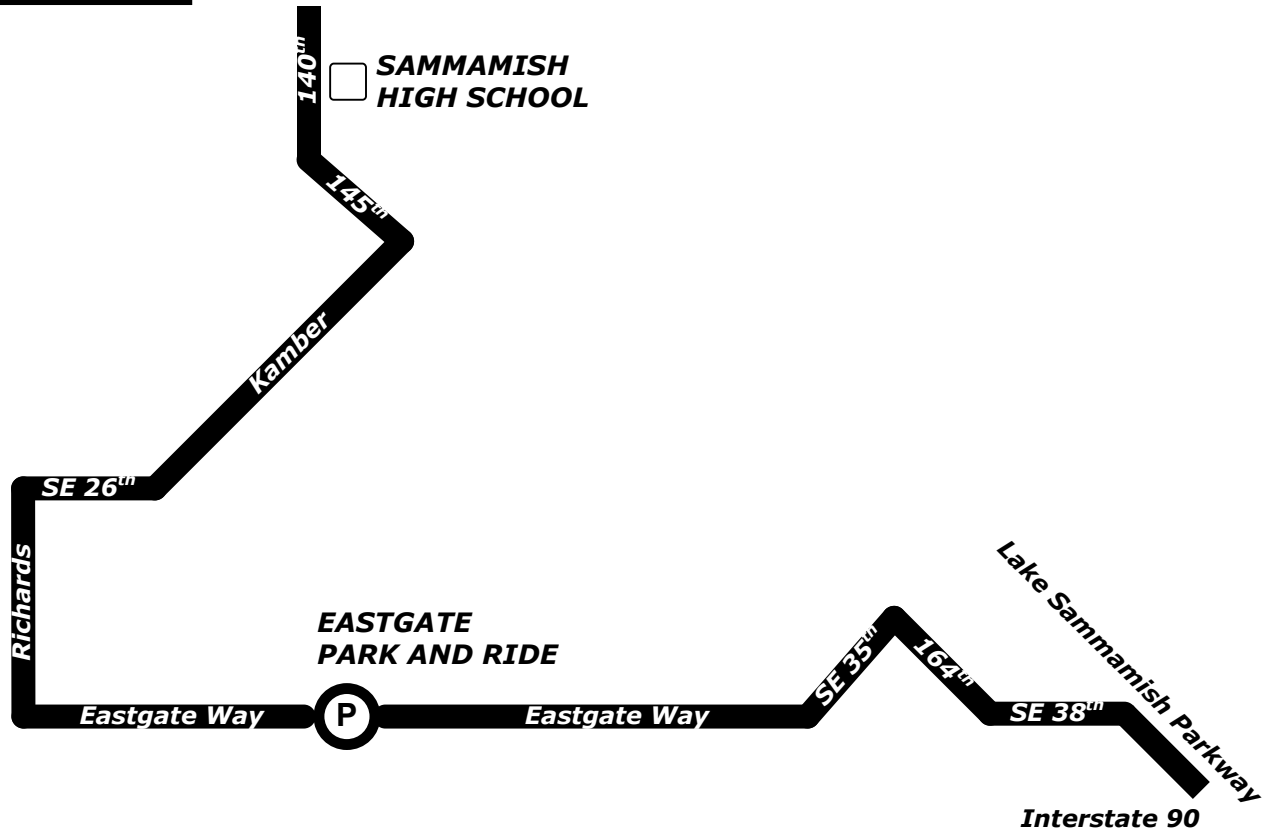 140th
SAMMAMISH
HIGH SCHOOL
145th
Kamber
SE 26th
Richards
EASTGATE
PARK AND RIDE
Eastgate Way
P
Eastgate Way
SE 35th
164th
SE 38th
Lake Sammamish Parkway
Interstate 90